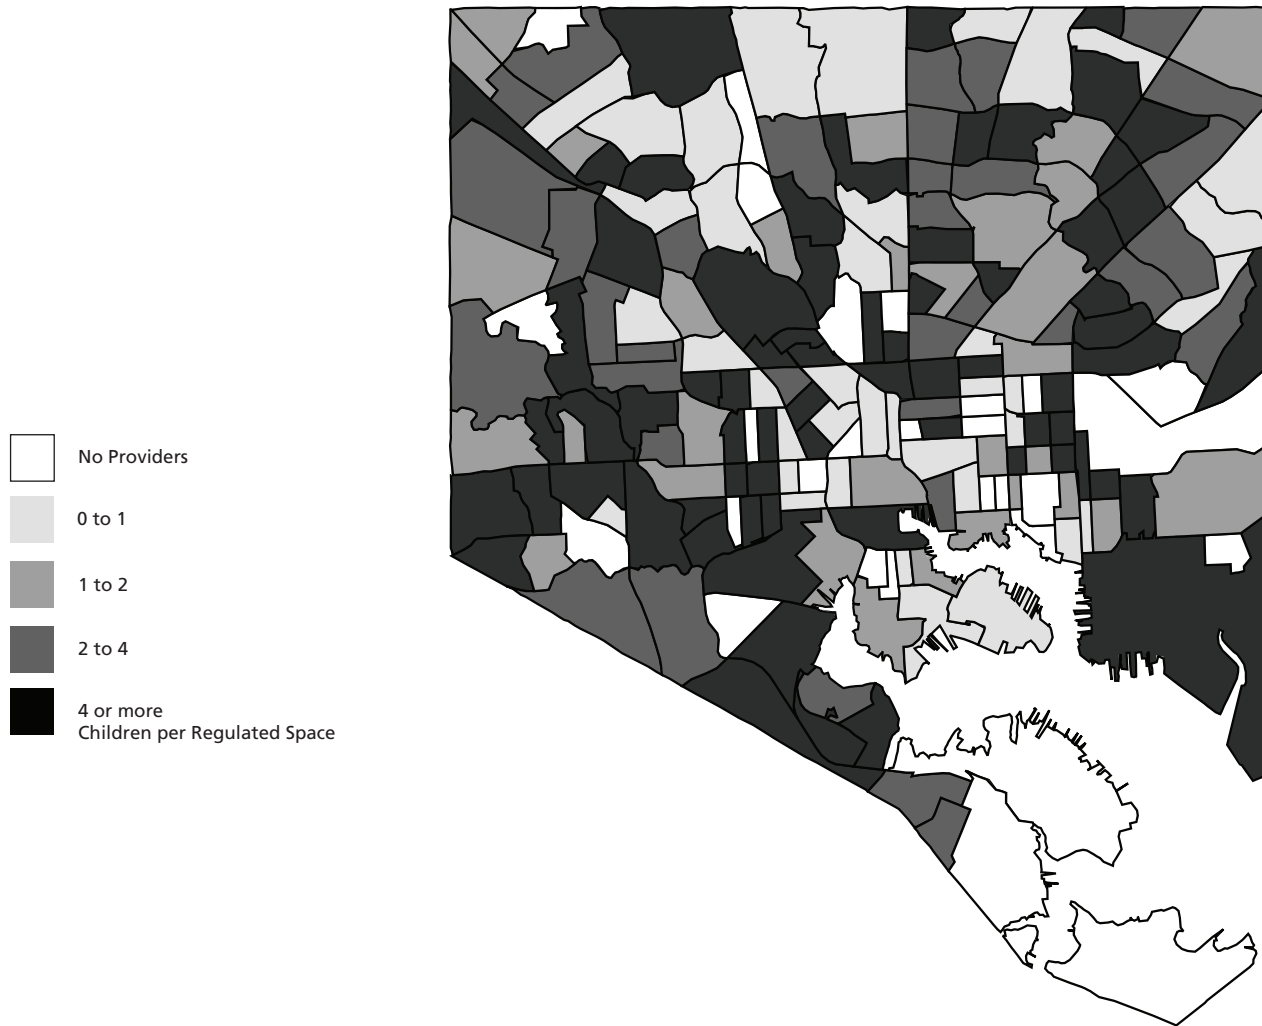 No Providers
0 to 1
1 to 2
2 to 4
4 or more
Children per Regulated Space